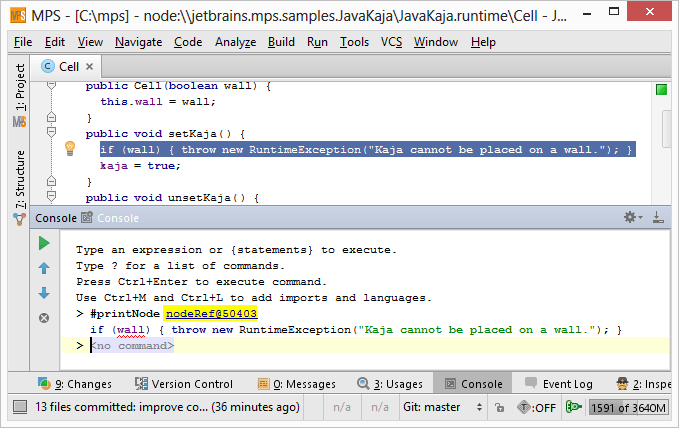 MPS - [C:\mps] - node:\\jetbrains.mps.samples.JavaKaja\JavaKaja.runtime\Cell - J...
File Edit View Navigate Code Analyze Build Run Tools VCS Window Help
1: Project
7: Structure
Cell
public Cell(boolean wall) {
this.wall = wall;
}
public void setKaja() {
if (wall) { throw new RuntimeException("Kaja cannot be placed on a wall."); }
kaja = true;
}
public void unsetKaja() {
Console Console
Type an expression or {statements} to execute.
Type ? for a list of commands.
Press Ctrl+Enter to execute command.
Use Ctrl+M and Ctrl+L to add imports and languages.
> #printNode nodeRef@50403
if (wall) { throw new RuntimeException("Kaja cannot be placed on a wall."); }
> <no command>
9: Changes Version Control 0: Messages 3: Usages Console Event Log 2: Inspe
13 files committed: improve co... (36 minutes ago) n/a n/a Git: master T:OFF 1591 of 3640M